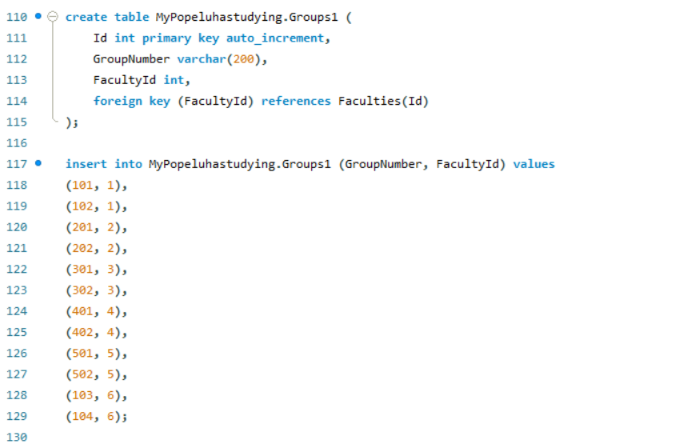 110 create table MyPopeluhastudying.Groups1 (
111 Id int primary key auto_increment,
112 GroupNumber varchar(200),
113 FacultyId int,
114 foreign key (FacultyId) references Faculties(Id)
115 );
116
117 insert into MyPopeluhastudying.Groups1 (GroupNumber, FacultyId) values
118 (101, 1),
119 (102, 1),
120 (201, 2),
121 (202, 2),
122 (301, 3),
123 (302, 3),
124 (401, 4),
125 (402, 4),
126 (501, 5),
127 (502, 5),
128 (103, 6),
129 (104, 6);
130